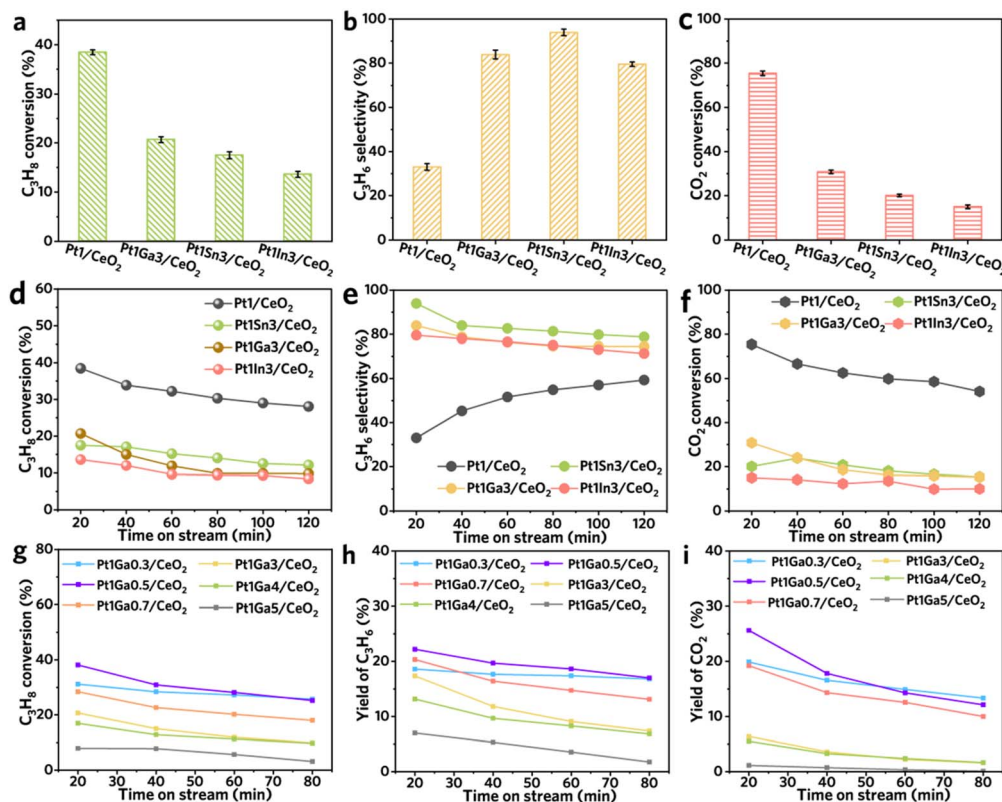 a
C₃H₈ conversion (%)
40
30
20
10
0
Pt1/CeO₂
Pt1Ga3/CeO₂
Pt1Sn3/CeO₂
Pt1In3/CeO₂
b
C₃H₆ selectivity (%)
100
80
60
40
20
0
Pt1/CeO₂
Pt1Ga3/CeO₂
Pt1Sn3/CeO₂
Pt1In3/CeO₂
c
CO₂ conversion (%)
100
80
60
40
20
0
Pt1/CeO₂
Pt1Ga3/CeO₂
Pt1Sn3/CeO₂
Pt1In3/CeO₂
d
C₃H₈ conversion (%)
60
50
40
30
20
10
0
Pt1/CeO₂
Pt1Sn3/CeO₂
Pt1Ga3/CeO₂
Pt1In3/CeO₂
20 40 60 80 100 120
Time on stream (min)
e
C₃H₆ selectivity (%)
100
80
60
40
20
0
Pt1/CeO₂ Pt1Sn3/CeO₂
Pt1Ga3/CeO₂ Pt1In3/CeO₂
20 40 60 80 100 120
Time on stream (min)
f
CO₂ conversion (%)
100
80
60
40
20
0
Pt1/CeO₂ Pt1Sn3/CeO₂
Pt1Ga3/CeO₂ Pt1In3/CeO₂
20 40 60 80 100 120
Time on stream (min)
g
C₃H₈ conversion (%)
80
60
40
20
0
Pt1Ga0.3/CeO₂ Pt1Ga3/CeO₂
Pt1Ga0.5/CeO₂ Pt1Ga4/CeO₂
Pt1Ga0.7/CeO₂ Pt1Ga5/CeO₂
20 40 60 80
Time on stream (min)
h
Yield of C₃H₆ (%)
40
30
20
10
0
Pt1Ga0.3/CeO₂ Pt1Ga0.5/CeO₂
Pt1Ga0.7/CeO₂ Pt1Ga3/CeO₂
Pt1Ga4/CeO₂ Pt1Ga5/CeO₂
20 40 60 80
Time on stream (min)
i
Yield of CO₂ (%)
40
30
20
10
0
Pt1Ga0.3/CeO₂ Pt1Ga3/CeO₂
Pt1Ga0.5/CeO₂ Pt1Ga4/CeO₂
Pt1Ga0.7/CeO₂ Pt1Ga5/CeO₂
20 40 60 80
Time on stream (min)